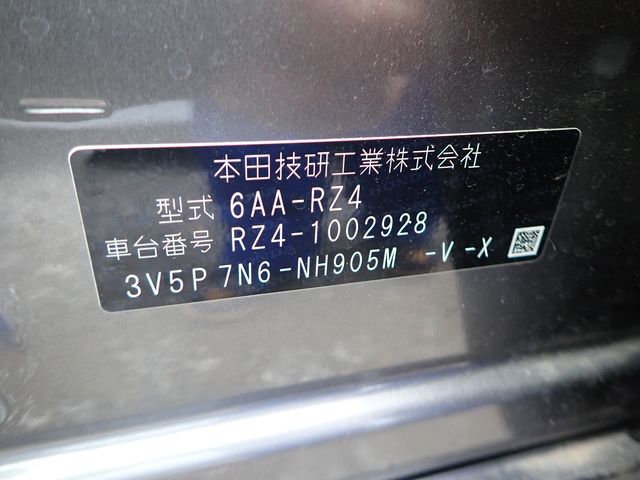 本田技研工業株式会社
型式 6AA-RZ4
車台番号 RZ4-1002928
3V5P7N6-NH905M -V -X